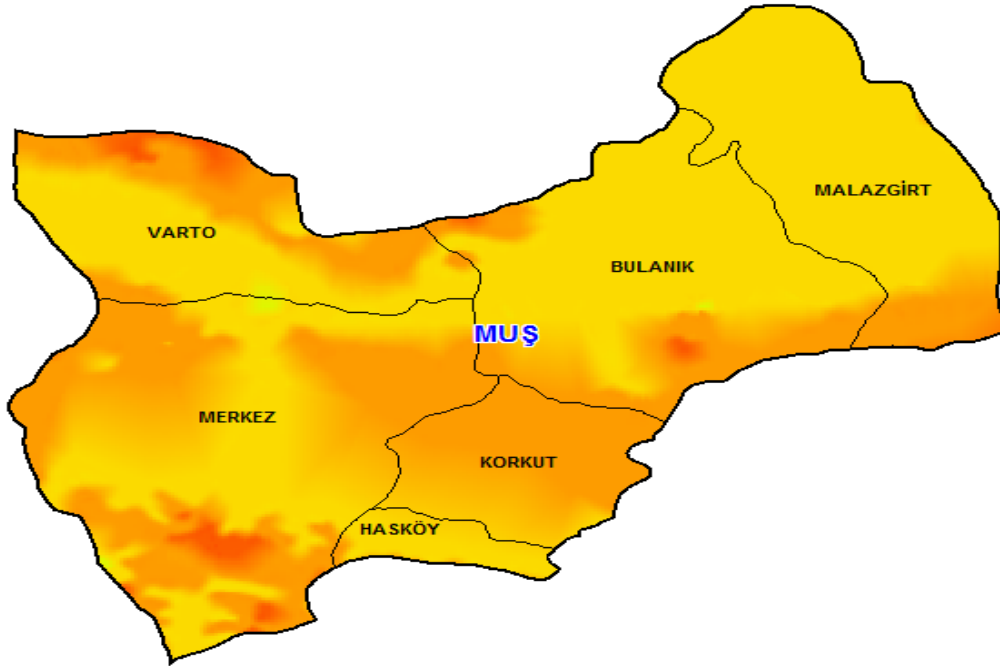 MALAZGİRT
VARTO
BULANIK
MUŞ
MERKEZ
KORKUT
HASKÖY